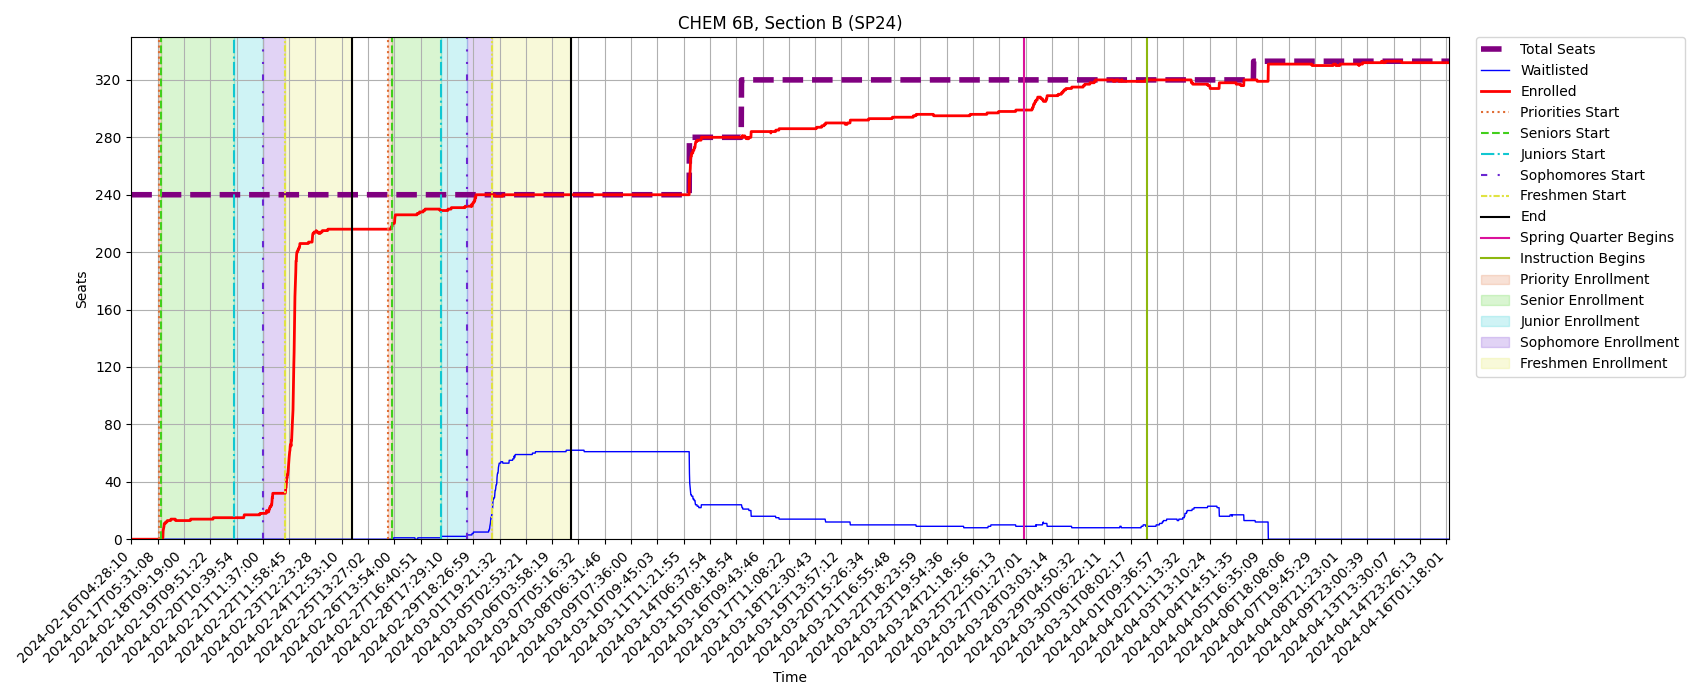 CHEM 6B, Section B (SP24)
Seats
320
280
240
200
160
120
80
40
0
2024-02-16T04:28:10
2024-02-17T05:31:08
2024-02-18T09:19:00
2024-02-19T09:51:22
2024-02-20T10:39:54
2024-02-21T11:37:00
2024-02-22T11:58:45
2024-02-23T12:23:28
2024-02-24T12:53:10
2024-02-25T13:27:02
2024-02-26T13:54:00
2024-02-27T16:40:51
2024-02-28T17:29:10
2024-02-29T18:26:59
2024-03-01T19:21:32
2024-03-05T02:53:21
2024-03-06T03:58:19
2024-03-07T05:16:32
2024-03-08T06:31:46
2024-03-09T07:36:00
2024-03-10T09:45:03
2024-03-11T11:21:55
2024-03-14T06:37:54
2024-03-15T08:18:54
2024-03-16T09:43:46
2024-03-17T11:08:22
2024-03-18T12:30:43
2024-03-19T13:57:12
2024-03-20T15:26:34
2024-03-21T16:55:48
2024-03-22T18:23:59
2024-03-23T19:54:36
2024-03-24T21:18:56
2024-03-25T22:56:13
2024-03-27T01:27:01
2024-03-28T03:03:14
2024-03-29T04:50:32
2024-03-30T06:22:11
2024-03-31T08:02:17
2024-04-01T09:36:57
2024-04-02T11:13:32
2024-04-03T13:10:24
2024-04-04T14:51:35
2024-04-05T16:35:09
2024-04-06T18:08:06
2024-04-07T19:45:29
2024-04-08T21:23:01
2024-04-09T23:00:39
2024-04-13T13:30:07
2024-04-14T23:26:13
2024-04-16T01:18:01
Time
Total Seats
Waitlisted
Enrolled
Priorities Start
Seniors Start
Juniors Start
Sophomores Start
Freshmen Start
End
Spring Quarter Begins
Instruction Begins
Priority Enrollment
Senior Enrollment
Junior Enrollment
Sophomore Enrollment
Freshmen Enrollment